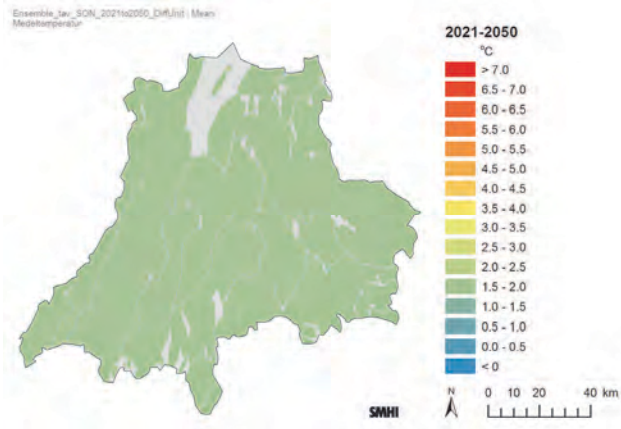 Ensemble_tav_SON_2021to2050_DiffUnit : Mean
Medeltemperatur
2021-2050
°C
> 7.0
6.5 - 7.0
6.0 - 6.5
5.5 - 6.0
5.0 - 5.5
4.5 - 5.0
4.0 - 4.5
3.5 - 4.0
3.0 - 3.5
2.5 - 3.0
2.0 - 2.5
1.5 - 2.0
1.0 - 1.5
0.5 - 1.0
0.0 - 0.5
< 0
SMHI
N
0 10 20 40 km